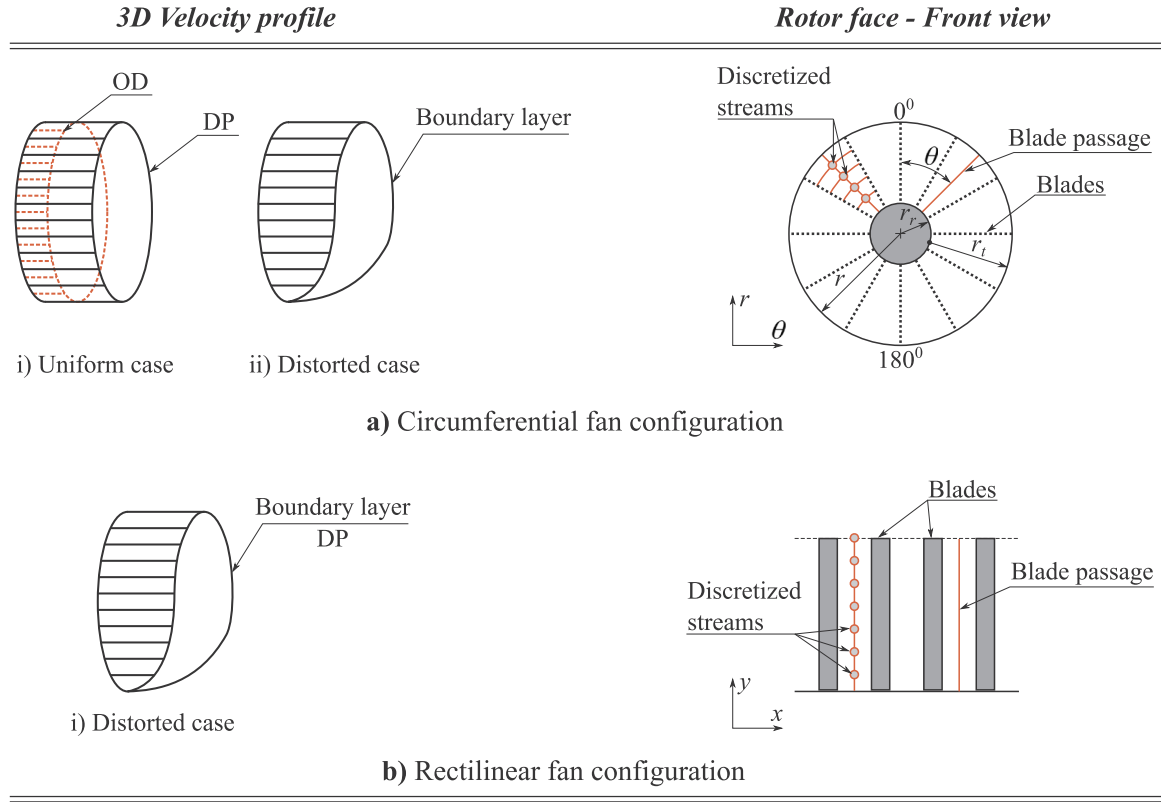 3D Velocity profile
Rotor face - Front view
OD
DP
Boundary layer
i) Uniform case
ii) Distorted case
Discretized
streams
0⁰
Blade passage
θ
Blades
r_r
r_t
r
r
θ
180⁰
a) Circumferential fan configuration
Boundary layer
DP
i) Distorted case
Blades
Discretized
streams
Blade passage
y
x
b) Rectilinear fan configuration